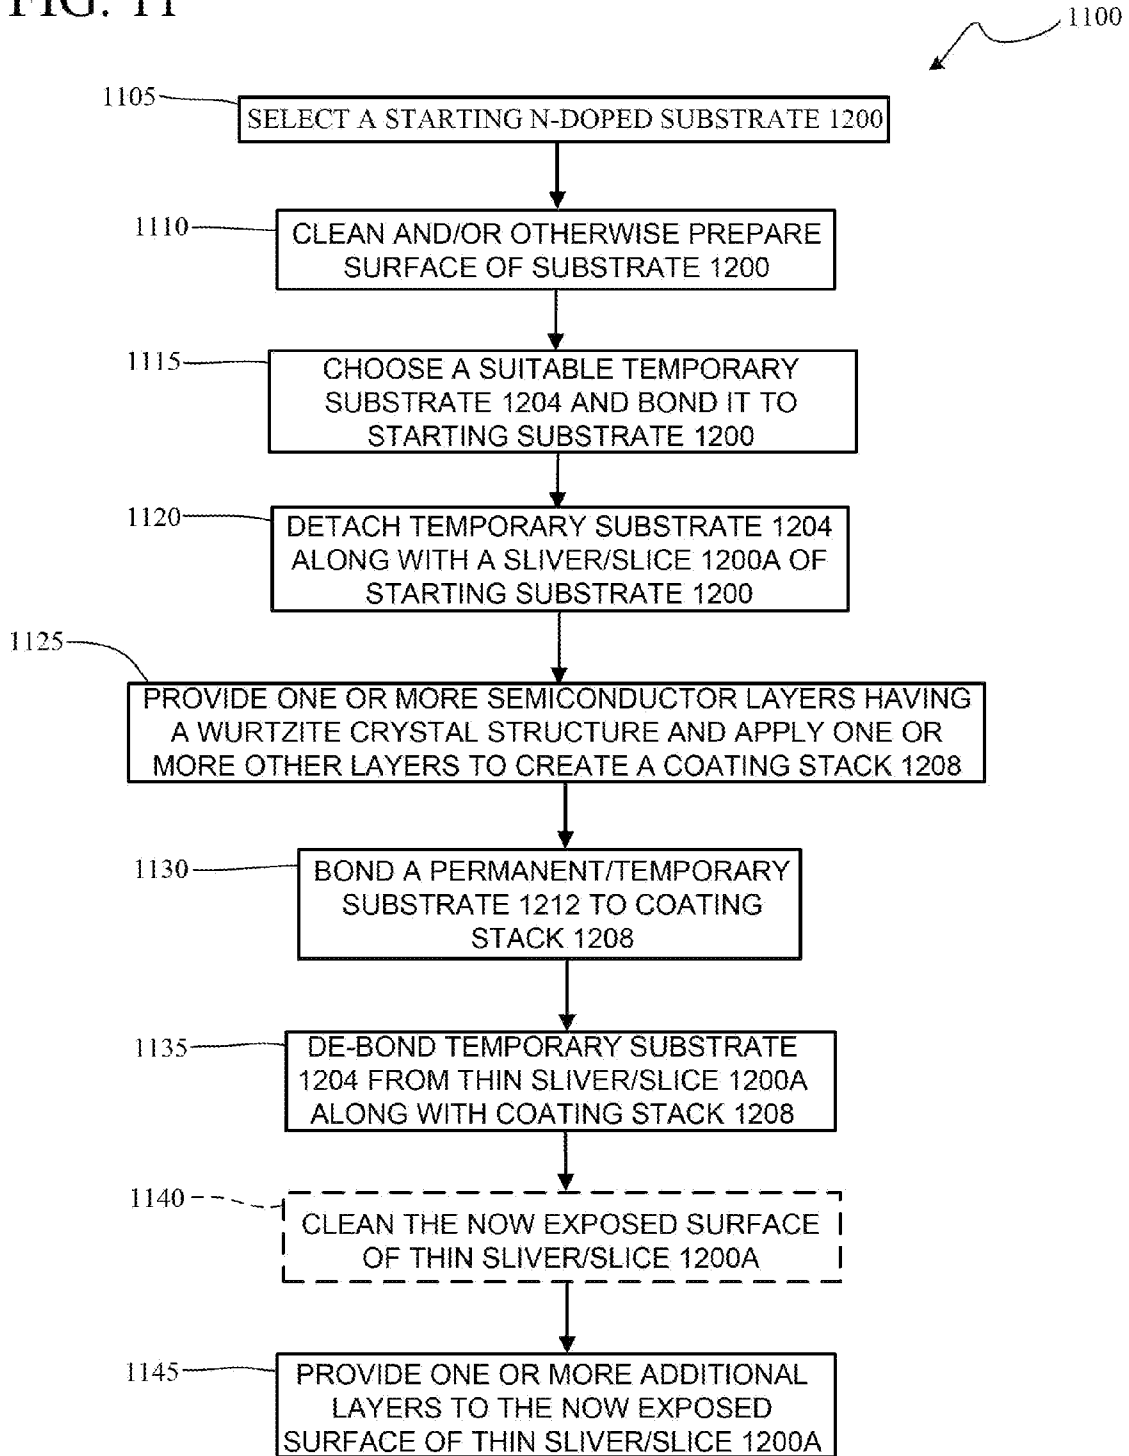 FIG. 11
1100
1105
SELECT A STARTING N-DOPED SUBSTRATE 1200
1110
CLEAN AND/OR OTHERWISE PREPARE
SURFACE OF SUBSTRATE 1200
1115
CHOOSE A SUITABLE TEMPORARY
SUBSTRATE 1204 AND BOND IT TO
STARTING SUBSTRATE 1200
1120
DETACH TEMPORARY SUBSTRATE 1204
ALONG WITH A SLIVER/SLICE 1200A OF
STARTING SUBSTRATE 1200
1125
PROVIDE ONE OR MORE SEMICONDUCTOR LAYERS HAVING
A WURTZITE CRYSTAL STRUCTURE AND APPLY ONE OR
MORE OTHER LAYERS TO CREATE A COATING STACK 1208
1130
BOND A PERMANENT/TEMPORARY
SUBSTRATE 1212 TO COATING
STACK 1208
1135
DE-BOND TEMPORARY SUBSTRATE
1204 FROM THIN SLIVER/SLICE 1200A
ALONG WITH COATING STACK 1208
1140
CLEAN THE NOW EXPOSED SURFACE
OF THIN SLIVER/SLICE 1200A
1145
PROVIDE ONE OR MORE ADDITIONAL
LAYERS TO THE NOW EXPOSED
SURFACE OF THIN SLIVER/SLICE 1200A